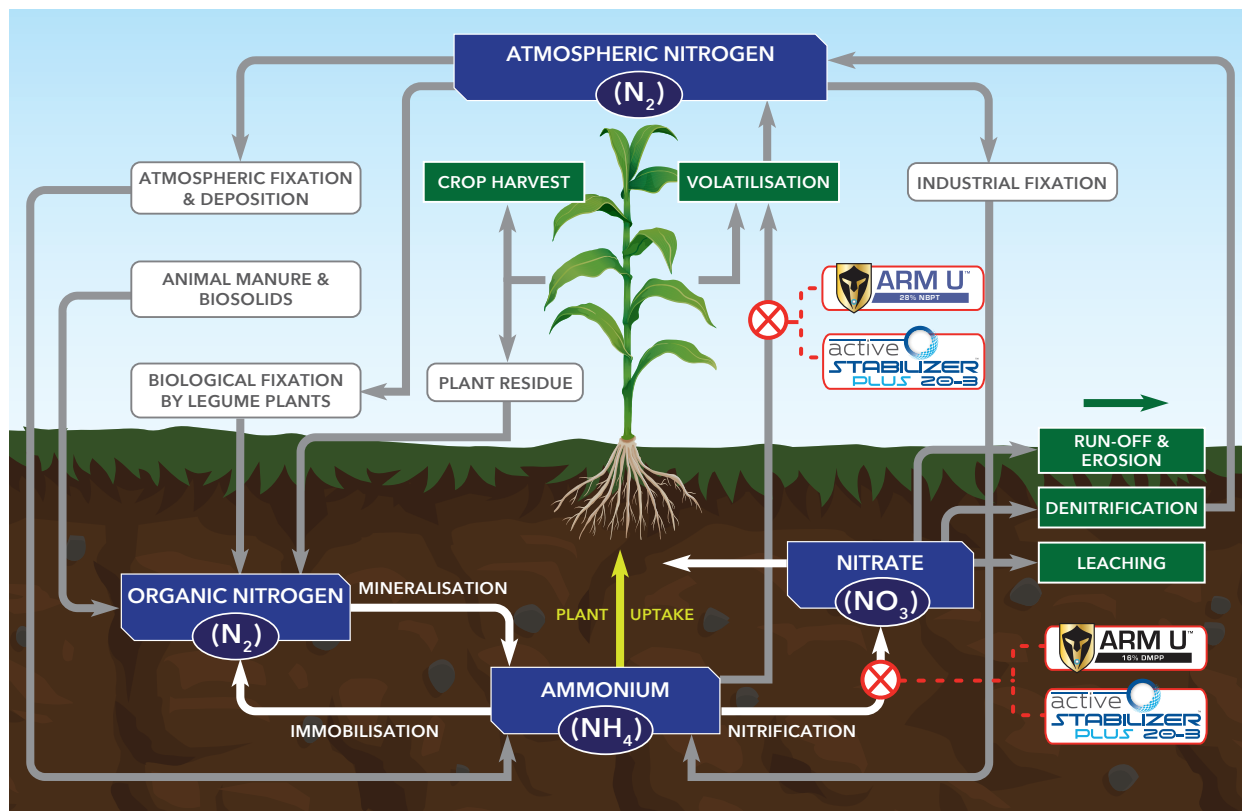 ATMOSPHERIC NITROGEN
(N₂)
ATMOSPHERIC FIXATION
& DEPOSITION
CROP HARVEST
VOLATILISATION
INDUSTRIAL FIXATION
ANIMAL MANURE &
BIOSOLIDS
ARM U™
28% NBPT
active
STABILIZER
PLUS 20-3
BIOLOGICAL FIXATION
BY LEGUME PLANTS
PLANT RESIDUE
RUN-OFF &
EROSION
DENITRIFICATION
LEACHING
NITRATE
(NO₃)
ORGANIC NITROGEN
(N₂)
MINERALISATION
PLANT UPTAKE
ARM U™
16% DMPP
active
STABILIZER
PLUS 20-3
AMMONIUM
(NH₄)
IMMOBILISATION
NITRIFICATION